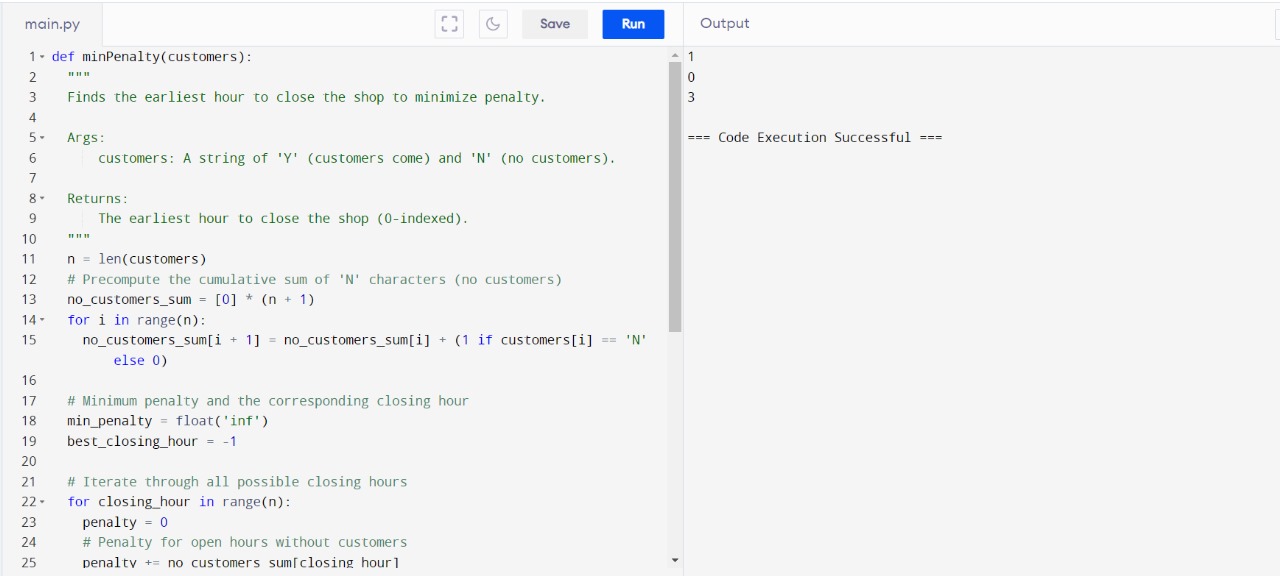 main.py
Save
Run
Output
1 def minPenalty(customers):
2 """
3 Finds the earliest hour to close the shop to minimize penalty.
4
5 Args:
6 customers: A string of 'Y' (customers come) and 'N' (no customers).
7
8 Returns:
9 The earliest hour to close the shop (0-indexed).
10 """
11 n = len(customers)
12 # Precompute the cumulative sum of 'N' characters (no customers)
13 no_customers_sum = [0] * (n + 1)
14 for i in range(n):
15 no_customers_sum[i + 1] = no_customers_sum[i] + (1 if customers[i] == 'N'
else 0)
16
17 # Minimum penalty and the corresponding closing hour
18 min_penalty = float('inf')
19 best_closing_hour = -1
20
21 # Iterate through all possible closing hours
22 for closing_hour in range(n):
23 penalty = 0
24 # Penalty for open hours without customers
25 penalty += no_customers_sum[closing_hour]
1
0
3
=== Code Execution Successful ===